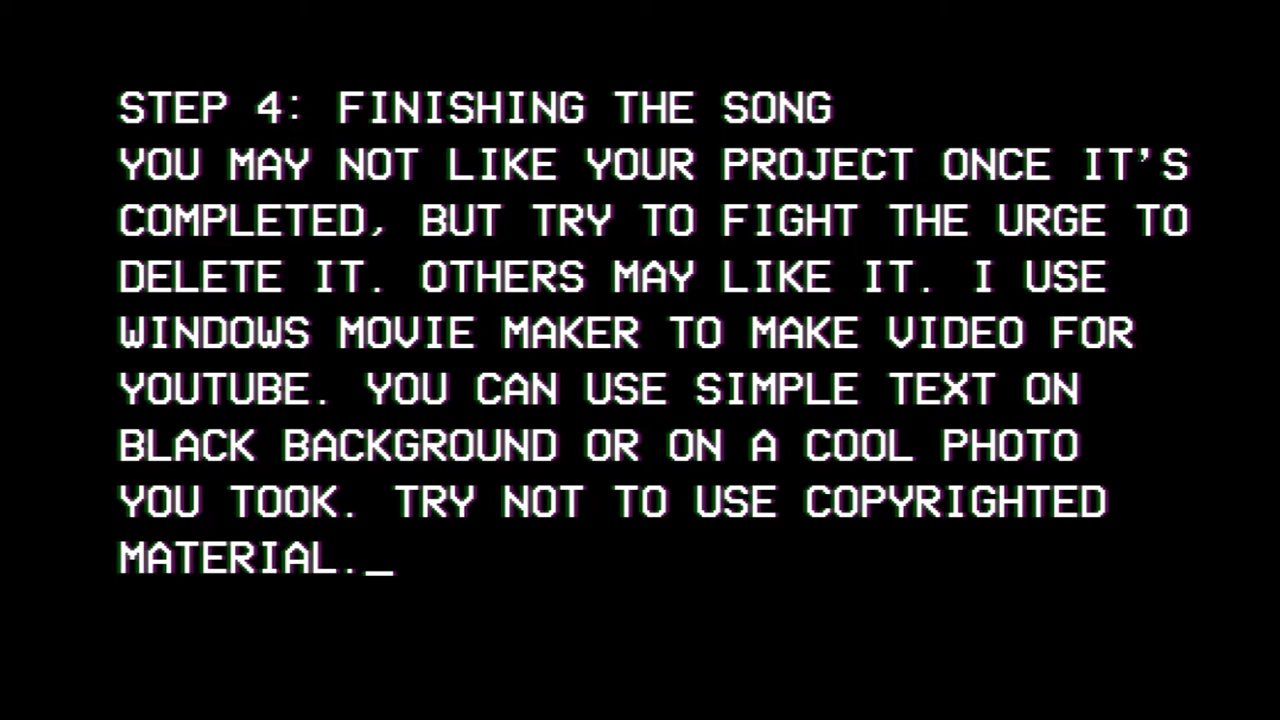 STEP 4: FINISHING THE SONG
YOU MAY NOT LIKE YOUR PROJECT ONCE IT'S
COMPLETED, BUT TRY TO FIGHT THE URGE TO
DELETE IT. OTHERS MAY LIKE IT. I USE
WINDOWS MOVIE MAKER TO MAKE VIDEO FOR
YOUTUBE. YOU CAN USE SIMPLE TEXT ON
BLACK BACKGROUND OR ON A COOL PHOTO
YOU TOOK. TRY NOT TO USE COPYRIGHTED
MATERIAL._